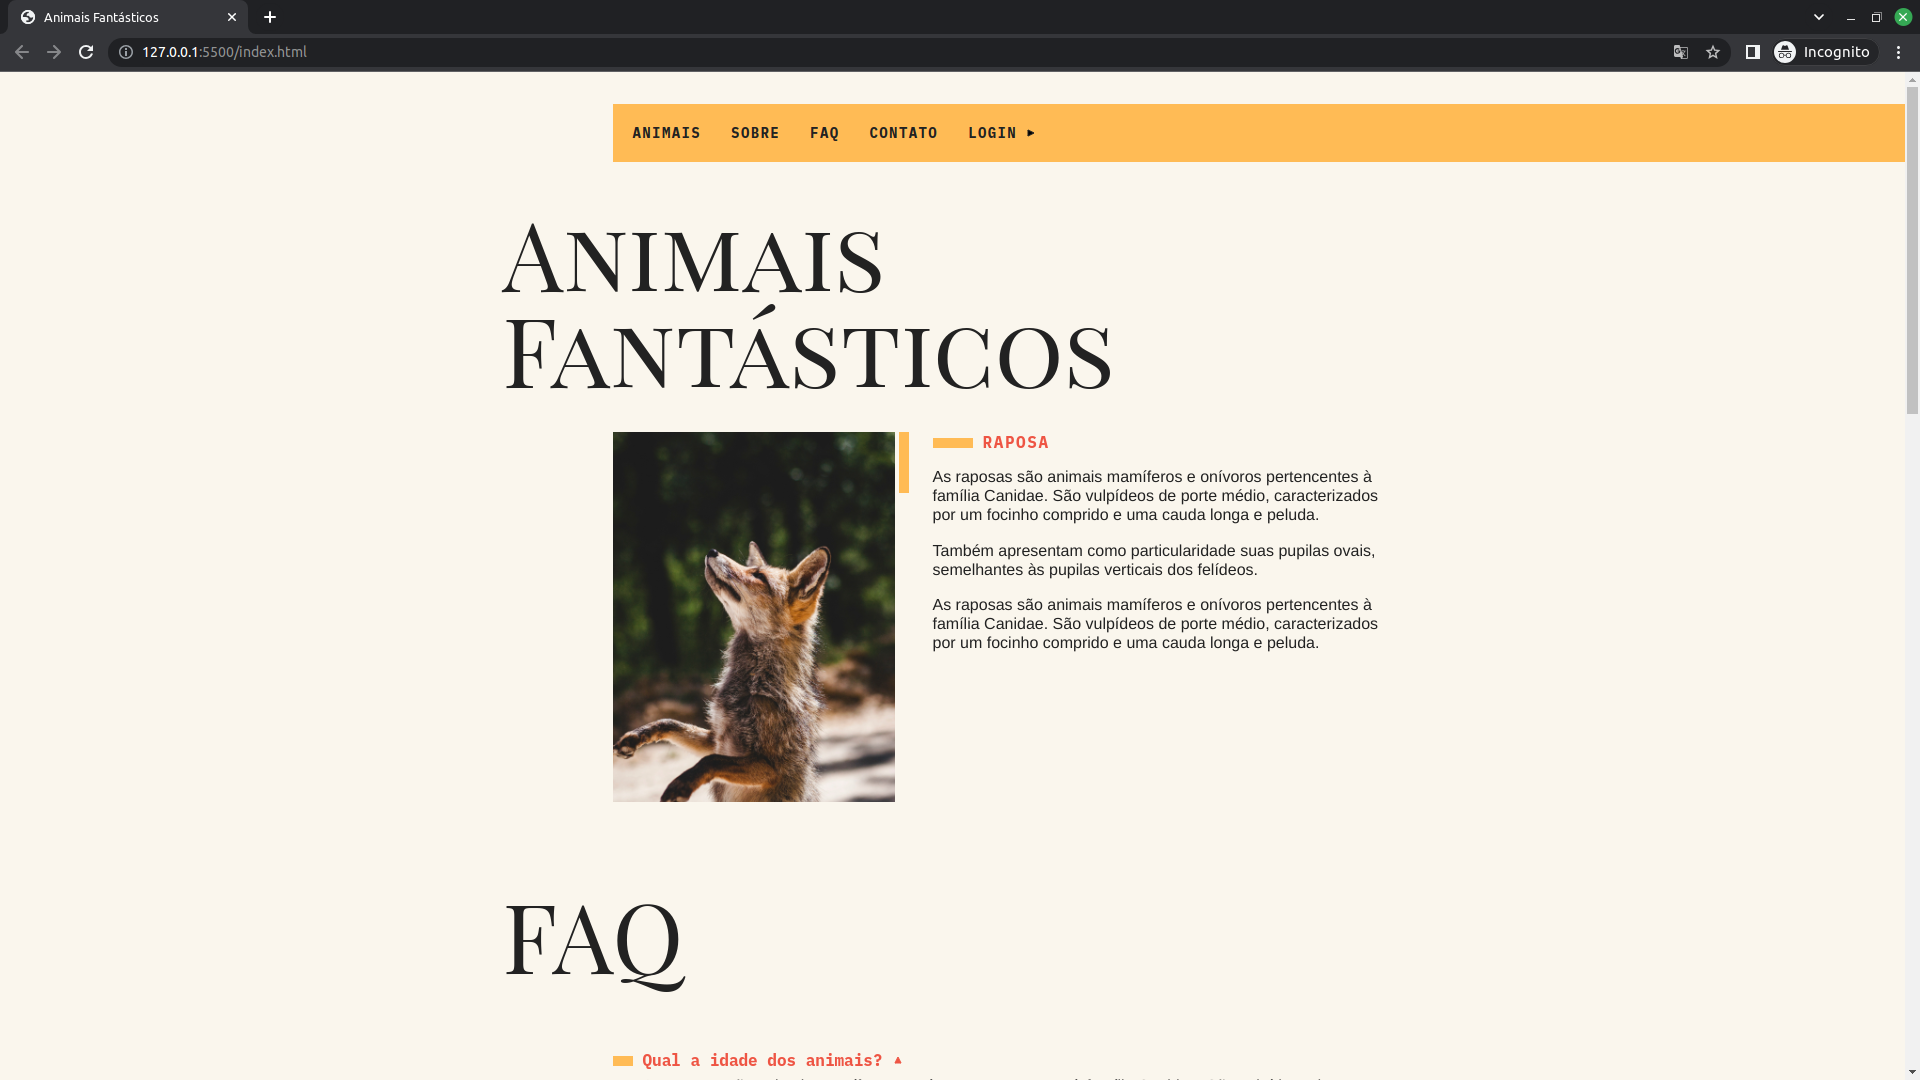 Animais Fantásticos
127.0.0.1:5500/index.html
Incognito
ANIMAIS SOBRE FAQ CONTATO LOGIN ▸
Animais
Fantásticos
RAPOSA
As raposas são animais mamíferos e onívoros pertencentes à
família Canidae. São vulpídeos de porte médio, caracterizados
por um focinho comprido e uma cauda longa e peluda.
Também apresentam como particularidade suas pupilas ovais,
semelhantes às pupilas verticais dos felídeos.
As raposas são animais mamíferos e onívoros pertencentes à
família Canidae. São vulpídeos de porte médio, caracterizados
por um focinho comprido e uma cauda longa e peluda.
FAQ
Qual a idade dos animais? ▴